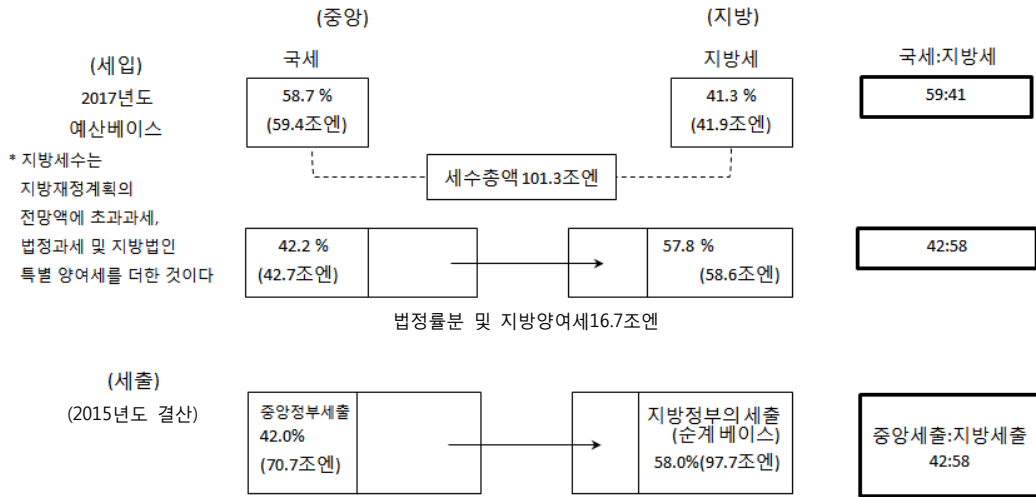 (중앙) (지방)
(세입) 국세 지방세 국세:지방세
2017년도
예산베이스
58.7 %
(59.4조엔)
41.3 %
(41.9조엔)
59:41
* 지방세수는
지방재정계획의
전망액에 초과과세,
법정과세 및 지방법인
특별 양여세를 더한 것이다
세수총액 101.3조엔
42.2 %
(42.7조엔)
57.8 %
(58.6조엔)
42:58
법정률분 및 지방양여세16.7조엔
(세출)
(2015년도 결산)
중앙정부세출
42.0%
(70.7조엔)
지방정부의 세출
(순계 베이스)
58.0%(97.7조엔)
중앙세출:지방세출
42:58